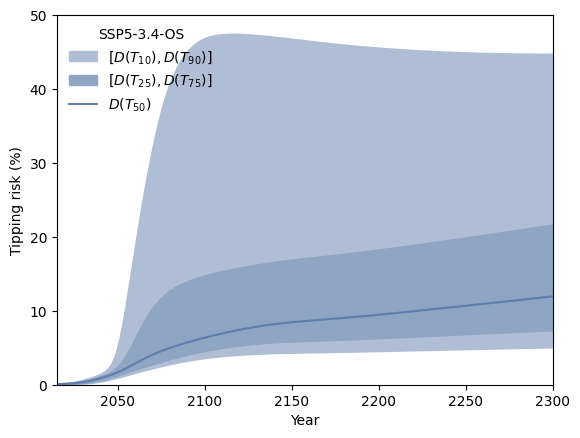 50
40
30
20
10
0
Tipping risk (%)
SSP5-3.4-OS
[D(T₁₀), D(T₉₀)]
[D(T₂₅), D(T₇₅)]
D(T₅₀)
2050 2100 2150 2200 2250 2300
Year